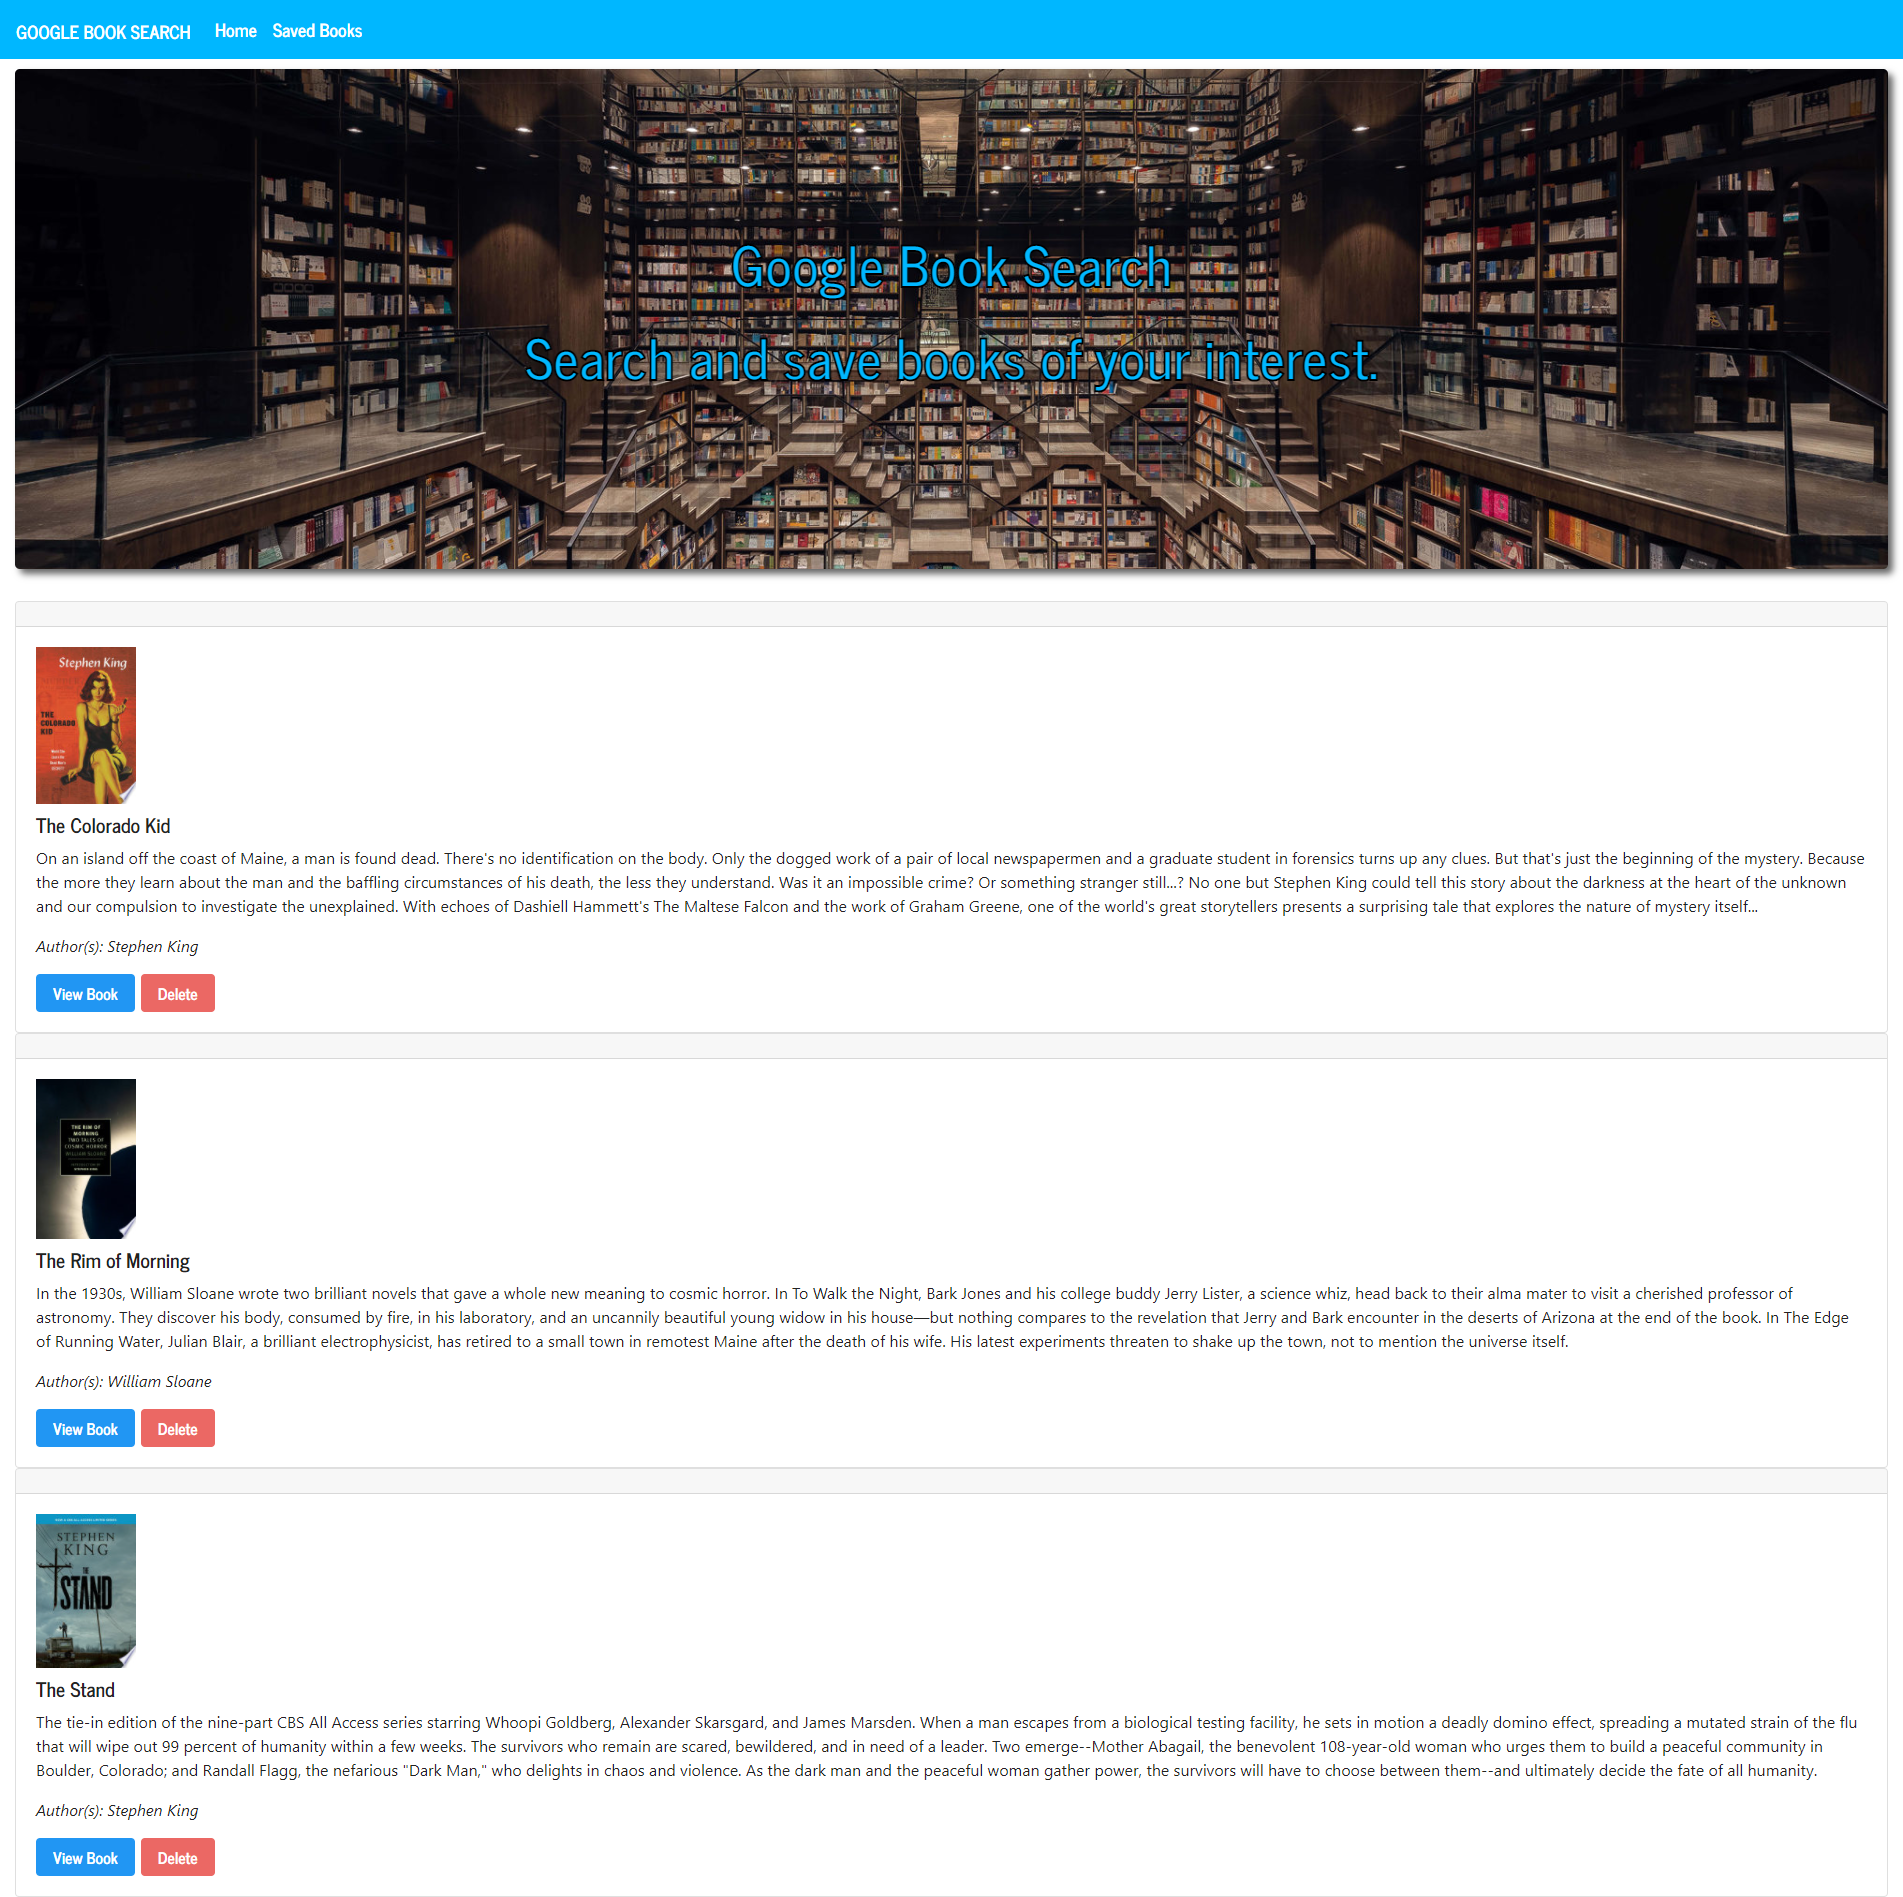 GOOGLE BOOK SEARCH Home Saved Books
Google Book Search
Search and save books of your interest.
Stephen King
THE
COLORADO
KID
The Colorado Kid
On an island off the coast of Maine, a man is found dead. There's no identification on the body. Only the dogged work of a pair of local newspapermen and a graduate student in forensics turns up any clues. But that's just the beginning of the mystery. Because
the more they learn about the man and the baffling circumstances of his death, the less they understand. Was it an impossible crime? Or something stranger still...? No one but Stephen King could tell this story about the darkness at the heart of the unknown
and our compulsion to investigate the unexplained. With echoes of Dashiell Hammett's The Maltese Falcon and the work of Graham Greene, one of the world's great storytellers presents a surprising tale that explores the nature of mystery itself...
Author(s): Stephen King
View Book Delete
THE RIM OF
MORNING
TWO TALES OF
COSMIC HORROR
WILLIAM SLOANE
STEPHEN KING
The Rim of Morning
In the 1930s, William Sloane wrote two brilliant novels that gave a whole new meaning to cosmic horror. In To Walk the Night, Bark Jones and his college buddy Jerry Lister, a science whiz, head back to their alma mater to visit a cherished professor of
astronomy. They discover his body, consumed by fire, in his laboratory, and an uncannily beautiful young widow in his house—but nothing compares to the revelation that Jerry and Bark encounter in the deserts of Arizona at the end of the book. In The Edge
of Running Water, Julian Blair, a brilliant electrophysicist, has retired to a small town in remotest Maine after the death of his wife. His latest experiments threaten to shake up the town, not to mention the universe itself.
Author(s): William Sloane
View Book Delete
STEPHEN
KING
THE
STAND
The Stand
The tie-in edition of the nine-part CBS All Access series starring Whoopi Goldberg, Alexander Skarsgard, and James Marsden. When a man escapes from a biological testing facility, he sets in motion a deadly domino effect, spreading a mutated strain of the flu
that will wipe out 99 percent of humanity within a few weeks. The survivors who remain are scared, bewildered, and in need of a leader. Two emerge--Mother Abagail, the benevolent 108-year-old woman who urges them to build a peaceful community in
Boulder, Colorado; and Randall Flagg, the nefarious "Dark Man," who delights in chaos and violence. As the dark man and the peaceful woman gather power, the survivors will have to choose between them--and ultimately decide the fate of all humanity.
Author(s): Stephen King
View Book Delete